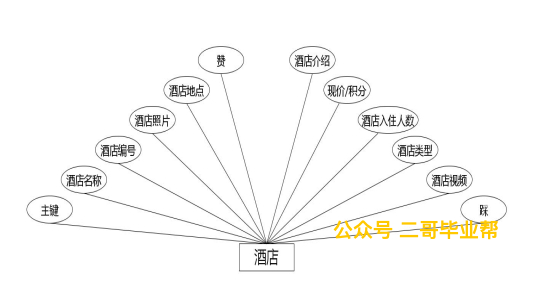 赞
酒店介绍
酒店地点
现价/积分
酒店照片
酒店入住人数
酒店编号
酒店类型
酒店名称
酒店视频
主键
踩
公众号 二哥毕业帮
酒店